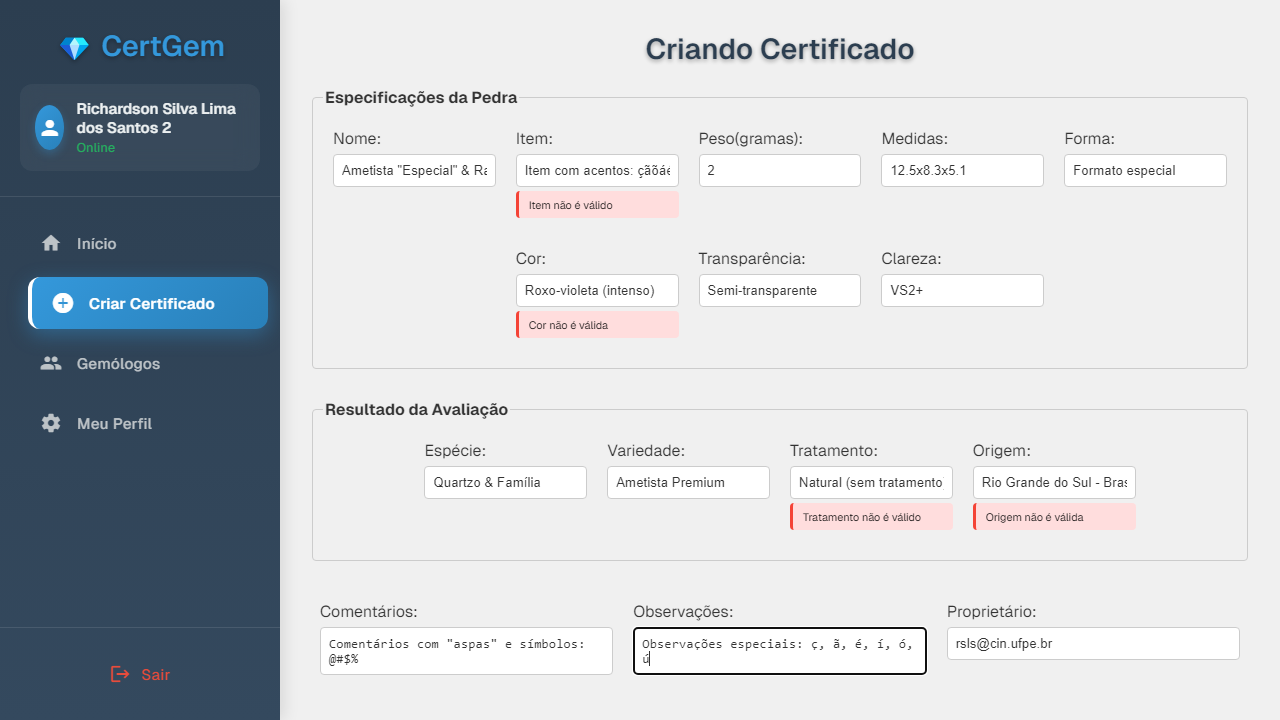 CertGem
Richardson Silva Lima
dos Santos 2
Online
Início
Criar Certificado
Gemólogos
Meu Perfil
Sair
Criando Certificado
Especificações da Pedra
Nome:
Ametista "Especial" & Ra
Item:
Item com acentos: çãõáé
Item não é válido
Peso(gramas):
2
Medidas:
12.5x8.3x5.1
Forma:
Formato especial
Cor:
Roxo-violeta (intenso)
Cor não é válida
Transparência:
Semi-transparente
Clareza:
VS2+
Resultado da Avaliação
Espécie:
Quartzo & Família
Variedade:
Ametista Premium
Tratamento:
Natural (sem tratamento
Tratamento não é válido
Origem:
Rio Grande do Sul - Bras
Origem não é válida
Comentários:
Comentários com "aspas" e símbolos:
@#$%
Observações:
Observações especiais: ç, ã, é, í, ó,
ú
Proprietário:
rsls@cin.ufpe.br